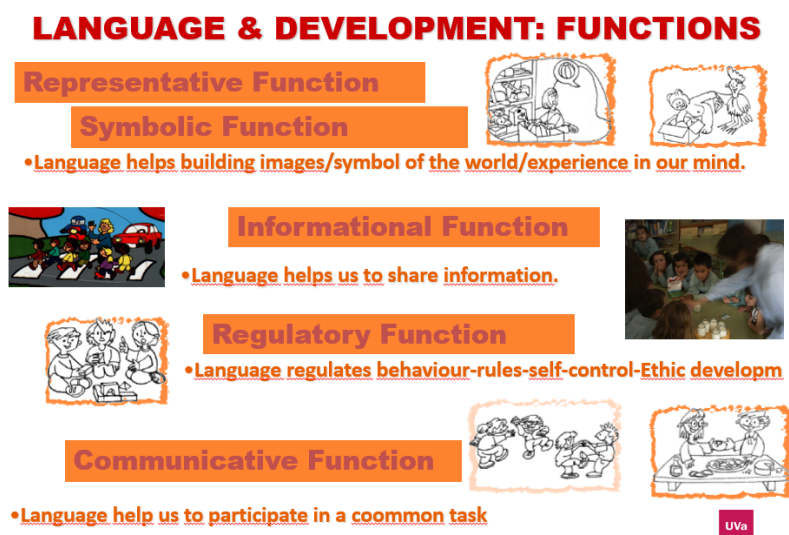 LANGUAGE & DEVELOPMENT: FUNCTIONS
Representative Function
Symbolic Function
•Language helps building images/symbol of the world/experience in our mind.
Informational Function
•Language helps us to share information.
Regulatory Function
•Language regulates behaviour-rules-self-control-Ethic developm
Communicative Function
•Language help us to participate in a coommon task
UVa